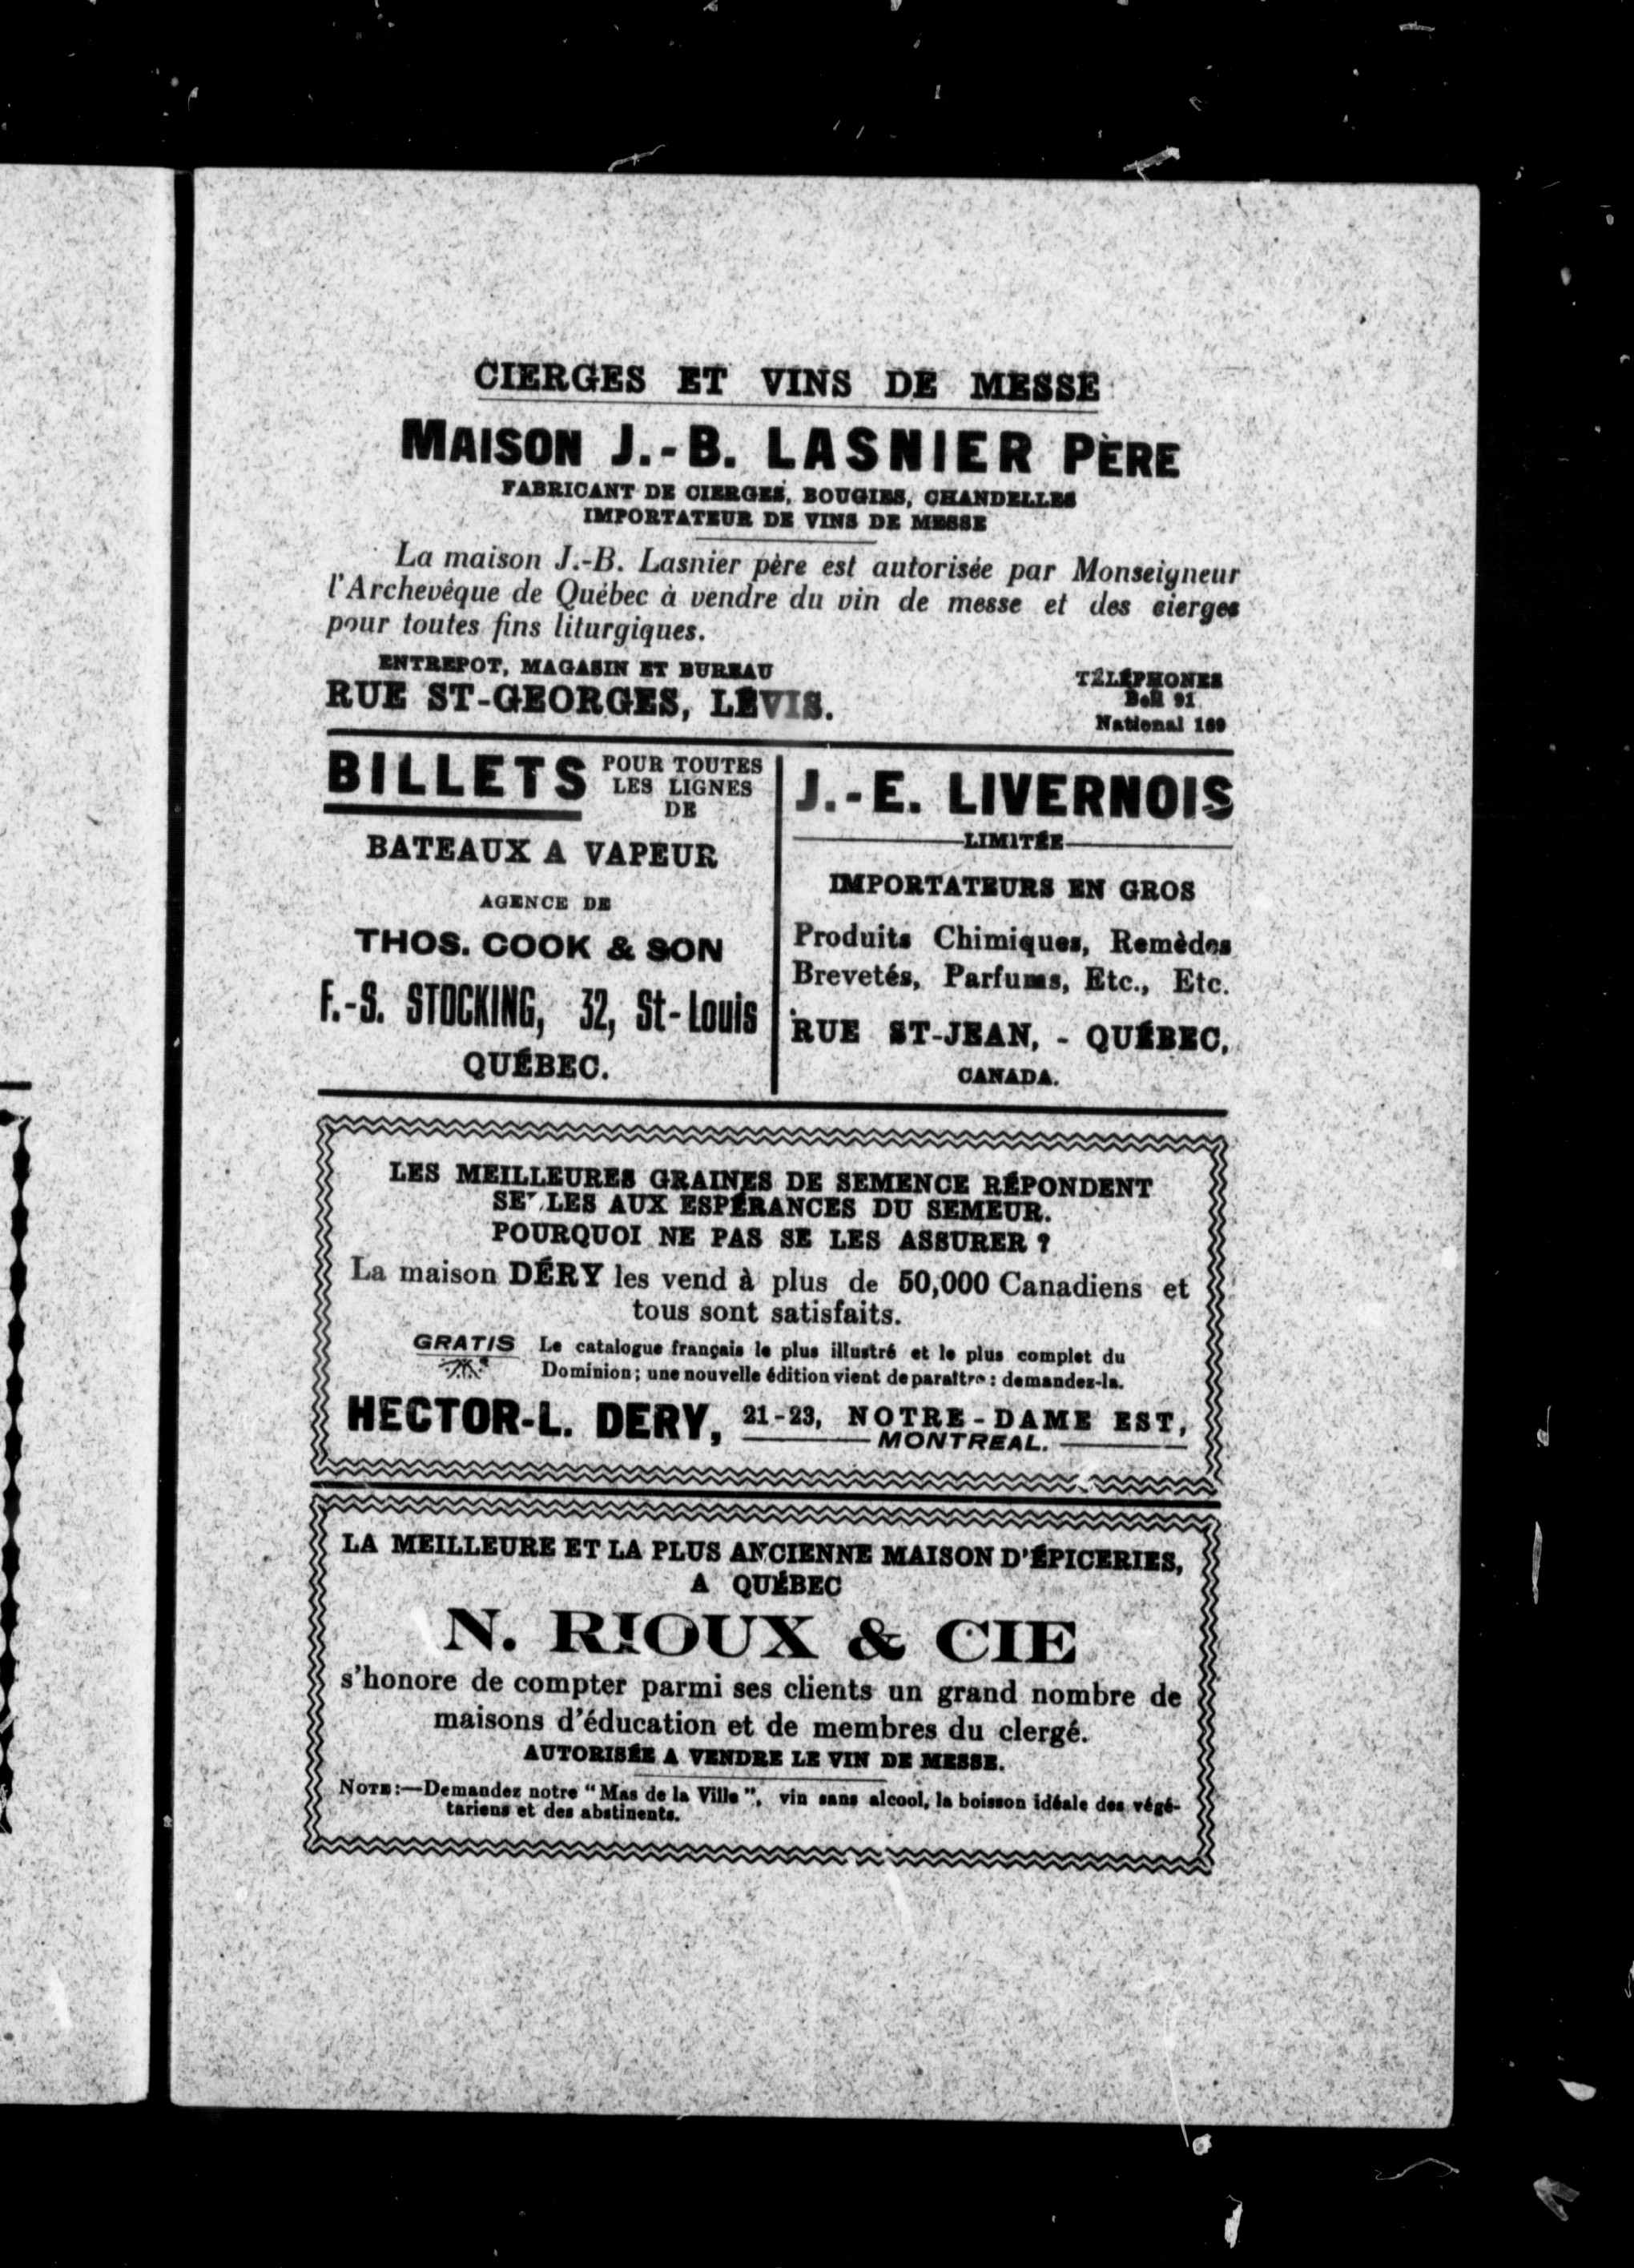 CIERGES ET VINS DE MESSE
MAISON J.-B. LASNIER PÈRE
FABRICANT DE CIERGES, BOUGIES, CHANDELLES
IMPORTATEUR DE VINS DE MESSE
La maison J.-B. Lasnier père est autorisée par Monseigneur
l'Archevêque de Québec à vendre du vin de messe et des cierges
pour toutes fins liturgiques.
ENTREPOT, MAGASIN ET BUREAU
RUE ST-GEORGES, LÉVIS.
TÉLÉPHONES
Bell 91
National 169
BILLETS POUR TOUTES
LES LIGNES
DE
BATEAUX A VAPEUR
AGENCE DE
THOS. COOK & SON
F.-S. STOCKING, 32, St-Louis
QUÉBEC.
J.-E. LIVERNOIS
LIMITÉE
IMPORTATEURS EN GROS
Produits Chimiques, Remèdes
Brevetés, Parfums, Etc., Etc.
RUE ST-JEAN, - QUÉBEC,
CANADA.
LES MEILLEURES GRAINES DE SEMENCE RÉPONDENT
SE LES AUX ESPÉRANCES DU SEMEUR.
POURQUOI NE PAS SE LES ASSURER ?
La maison DÉRY les vend à plus de 50,000 Canadiens et
tous sont satisfaits.
GRATIS Le catalogue français le plus illustré et le plus complet du
Dominion; une nouvelle édition vient de paraître: demandez-la.
HECTOR-L. DERY, 21-23, NOTRE-DAME EST,
MONTREAL.
LA MEILLEURE ET LA PLUS ANCIENNE MAISON D'ÉPICERIES,
A QUÉBEC
N. RIOUX & CIE
s'honore de compter parmi ses clients un grand nombre de
maisons d'éducation et de membres du clergé.
AUTORISÉE A VENDRE LE VIN DE MESSE.
NOTE:—Demandez notre "Mas de la Ville", vin sans alcool, la boisson idéale des végé-
tariens et des abstinents.